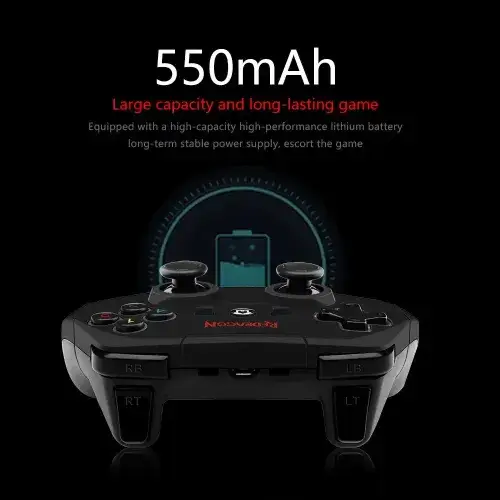 550mAh
Large capacity and long-lasting game
Equipped with a high-capacity high-performance lithium battery
long-term stable power supply, escort the game
REDRAGON
RB
LB
RT
LT